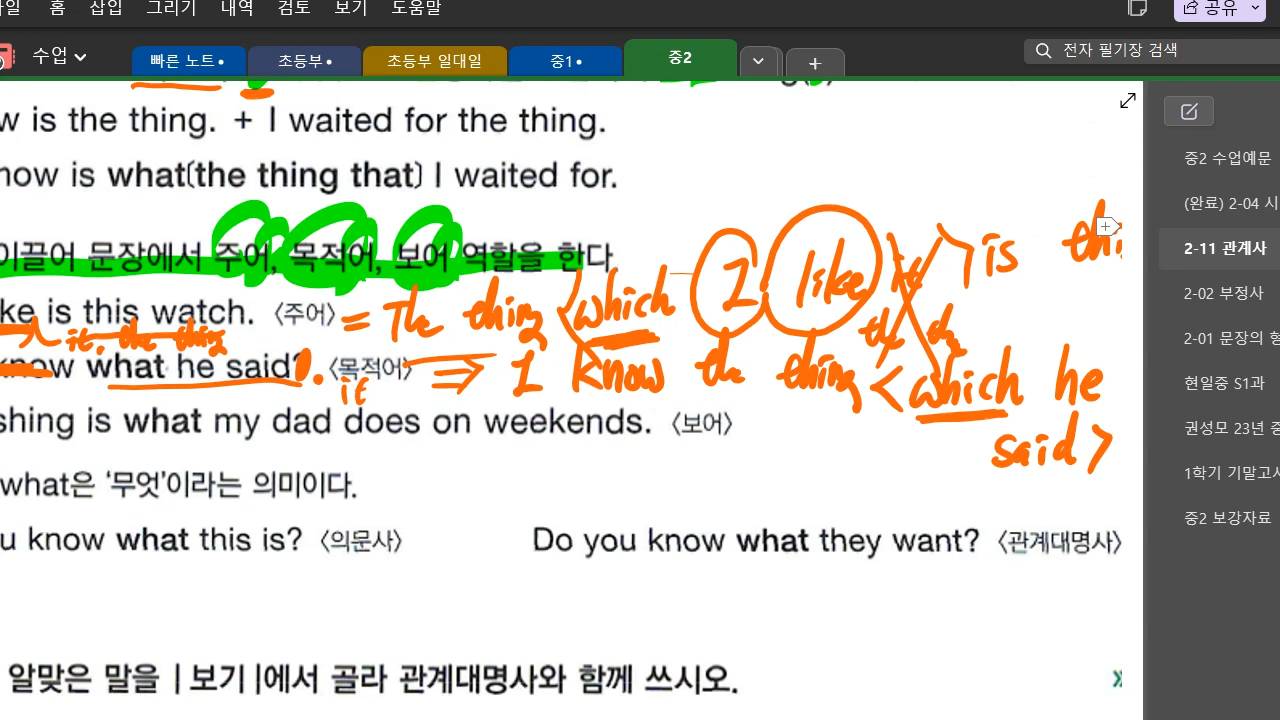 파일 홈 삽입 그리기 내역 검토 보기 도움말 공유
수업 빠른 노트 초등부 초등부 일대일 중1 중2 + 전자 필기장 검색
w is the thing. + I waited for the thing.
now is what(the thing that) I waited for.
이끌어 문장에서 주어, 목적어, 보어 역할을 한다
ke is this watch. 〈주어〉 = The thing <which I like it> is thi
it, the thing
know what he said?. 〈목적어〉 ⇒ I know the thing <which he
it
said>
shing is what my dad does on weekends. 〈보어〉
what은 ‘무엇’이라는 의미이다.
u know what this is? 〈의문사〉 Do you know what they want? 〈관계대명사〉
알맞은 말을 |보기|에서 골라 관계대명사와 함께 쓰시오.
중2 수업예문
(완료) 2-04 시
2-11 관계사
2-02 부정사
2-01 문장의 형
현일중 S1과
권성모 23년 중
1학기 기말고사
중2 보강자료